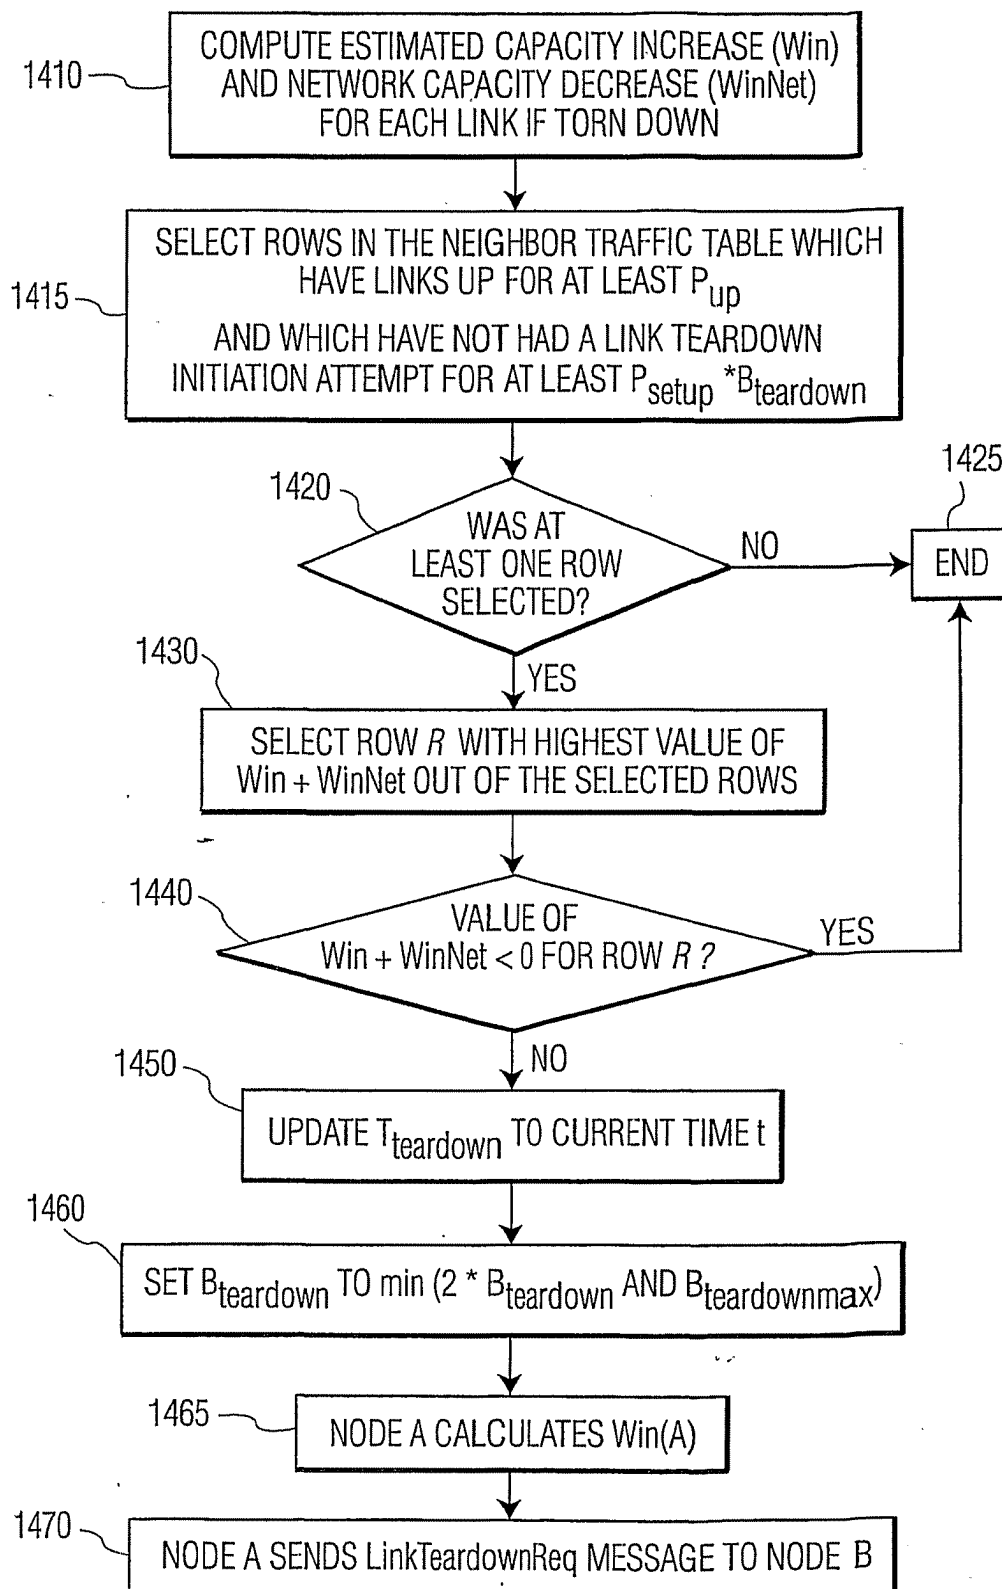 1410
COMPUTE ESTIMATED CAPACITY INCREASE (Win)
AND NETWORK CAPACITY DECREASE (WinNet)
FOR EACH LINK IF TORN DOWN
1415
SELECT ROWS IN THE NEIGHBOR TRAFFIC TABLE WHICH
HAVE LINKS UP FOR AT LEAST Pup
AND WHICH HAVE NOT HAD A LINK TEARDOWN
INITIATION ATTEMPT FOR AT LEAST Psetup *Bteardown
1420
WAS AT
LEAST ONE ROW
SELECTED?
NO
1425
END
YES
1430
SELECT ROW R WITH HIGHEST VALUE OF
Win + WinNet OUT OF THE SELECTED ROWS
1440
VALUE OF
Win + WinNet < 0 FOR ROW R ?
YES
NO
1450
UPDATE Tteardown TO CURRENT TIME t
1460
SET Bteardown TO min (2 * Bteardown AND Bteardownmax)
1465
NODE A CALCULATES Win(A)
1470
NODE A SENDS LinkTeardownReq MESSAGE TO NODE B